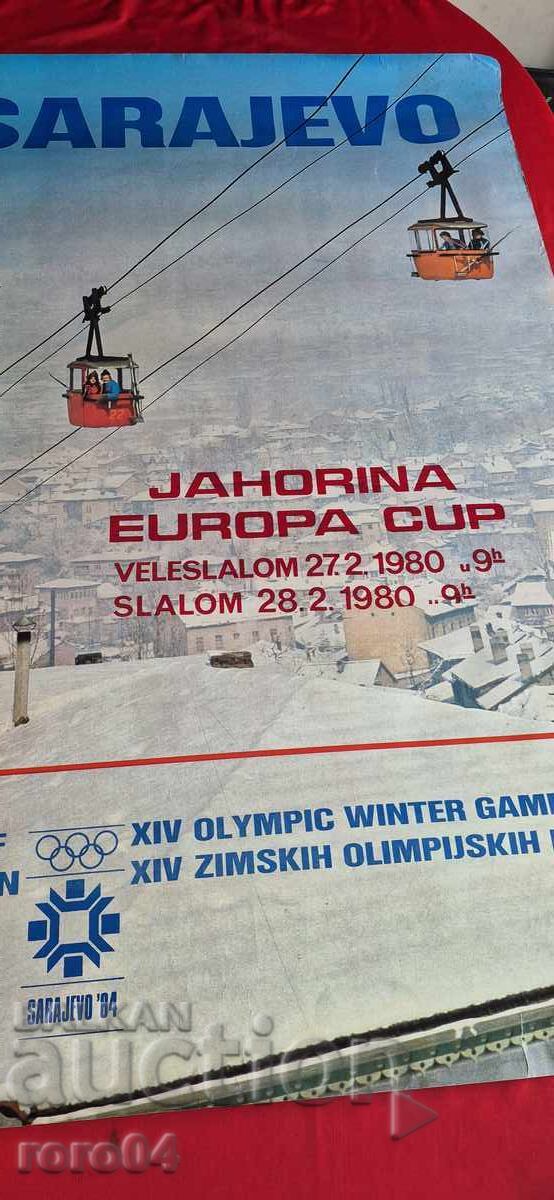 SARAJEVO
22
JAHORINA
EUROPA CUP
VELESLALOM 27.2.1980 u 9h
SLALOM 28.2.1980 „ 9h
F XIV OLYMPIC WINTER GAM
N XIV ZIMSKIH OLIMPIJSKIH
SARAJEVO '84
BALKAN
auction
roro04